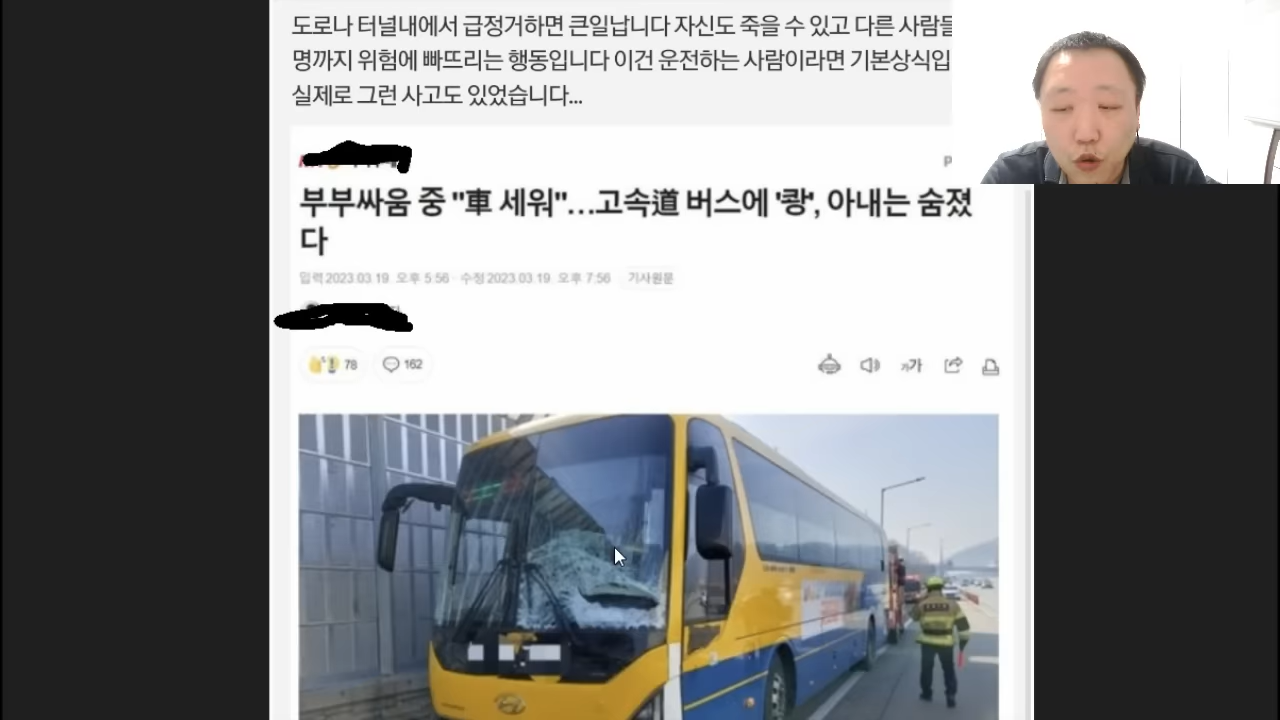 도로나 터널내에서 급정거하면 큰일납니다 자신도 죽을 수 있고 다른 사람들
명까지 위험에 빠뜨리는 행동입니다 이건 운전하는 사람이라면 기본상식입
실제로 그런 사고도 있었습니다...
부부싸움 중 "車 세워"...고속道 버스에 '쾅', 아내는 숨졌
다
입력 2023.03.19. 오후 5:56 수정 2023.03.19. 오후 7:56 기사원문
78 162
가가